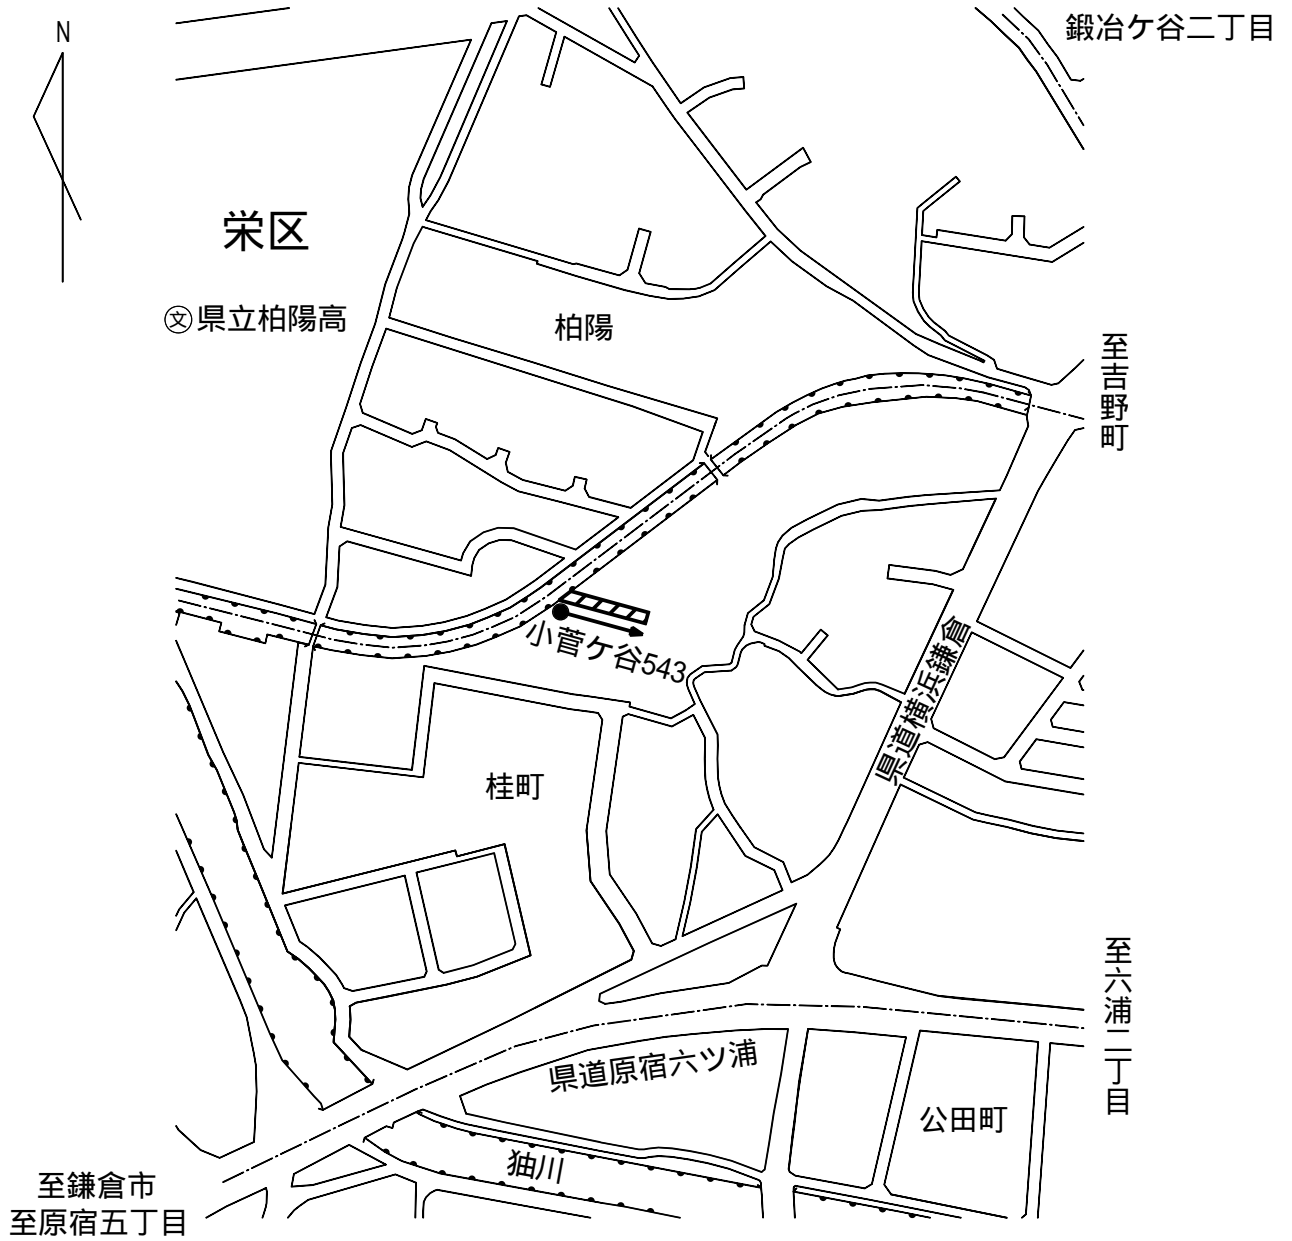 N
鍛冶ケ谷二丁目
栄区
文県立柏陽高
柏陽
至吉野町
小菅ケ谷543
県道横浜鎌倉
桂町
至六浦二丁目
県道原宿六ツ浦
公田町
㹨川
至鎌倉市
至原宿五丁目